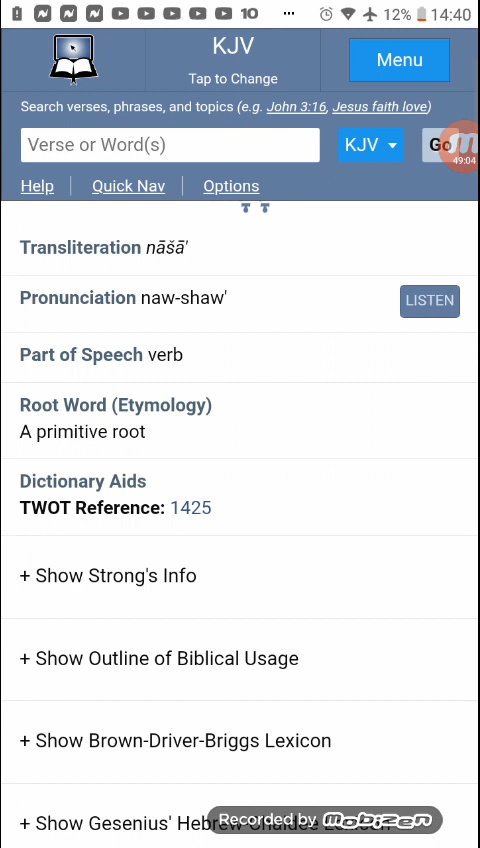 10 ... 12% 14:40
KJV
Tap to Change
Menu
Search verses, phrases, and topics (e.g. John 3:16, Jesus faith love)
Verse or Word(s)
KJV
Go
49:04
Help
Quick Nav
Options
Transliteration nāšā'
Pronunciation naw-shaw'
LISTEN
Part of Speech verb
Root Word (Etymology)
A primitive root
Dictionary Aids
TWOT Reference: 1425
+ Show Strong's Info
+ Show Outline of Biblical Usage
+ Show Brown-Driver-Briggs Lexicon
+ Show Gesenius' Hebrew-Chaldee Lexicon
Recorded by Mobizen